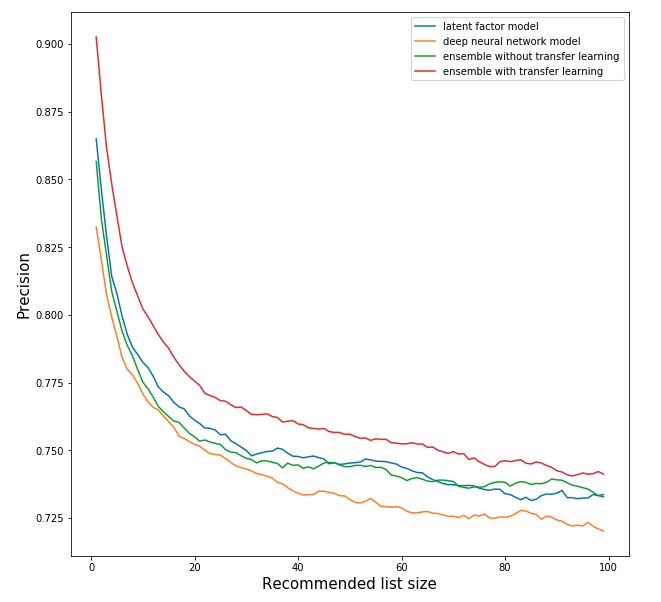 latent factor model
deep neural network model
ensemble without transfer learning
ensemble with transfer learning
0.900
0.875
0.850
0.825
0.800
0.775
0.750
0.725
Precision
0 20 40 60 80 100
Recommended list size